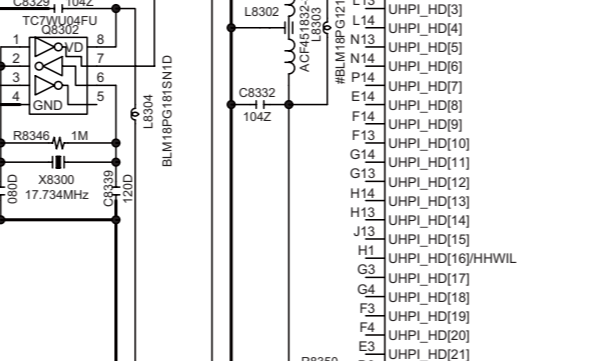 C8329 104Z
TC7WU04FU
Q8302
1 VD 8
2 7
3 6
4 GND 5
R8346 1M
X8300
17.734MHz
080D
C8339
120D
L8304
BLM18PG181SN1D
L8302
ACF451832-
L8303
#BLM18PG121
C8332
104Z
L13 UHPI_HD[3]
L14 UHPI_HD[4]
N13 UHPI_HD[5]
N14 UHPI_HD[6]
P14 UHPI_HD[7]
E14 UHPI_HD[8]
F14 UHPI_HD[9]
F13 UHPI_HD[10]
G14 UHPI_HD[11]
G13 UHPI_HD[12]
H14 UHPI_HD[13]
H13 UHPI_HD[14]
J13 UHPI_HD[15]
H1 UHPI_HD[16]/HHWIL
G3 UHPI_HD[17]
G4 UHPI_HD[18]
F3 UHPI_HD[19]
F4 UHPI_HD[20]
E3 UHPI_HD[21]
R8350